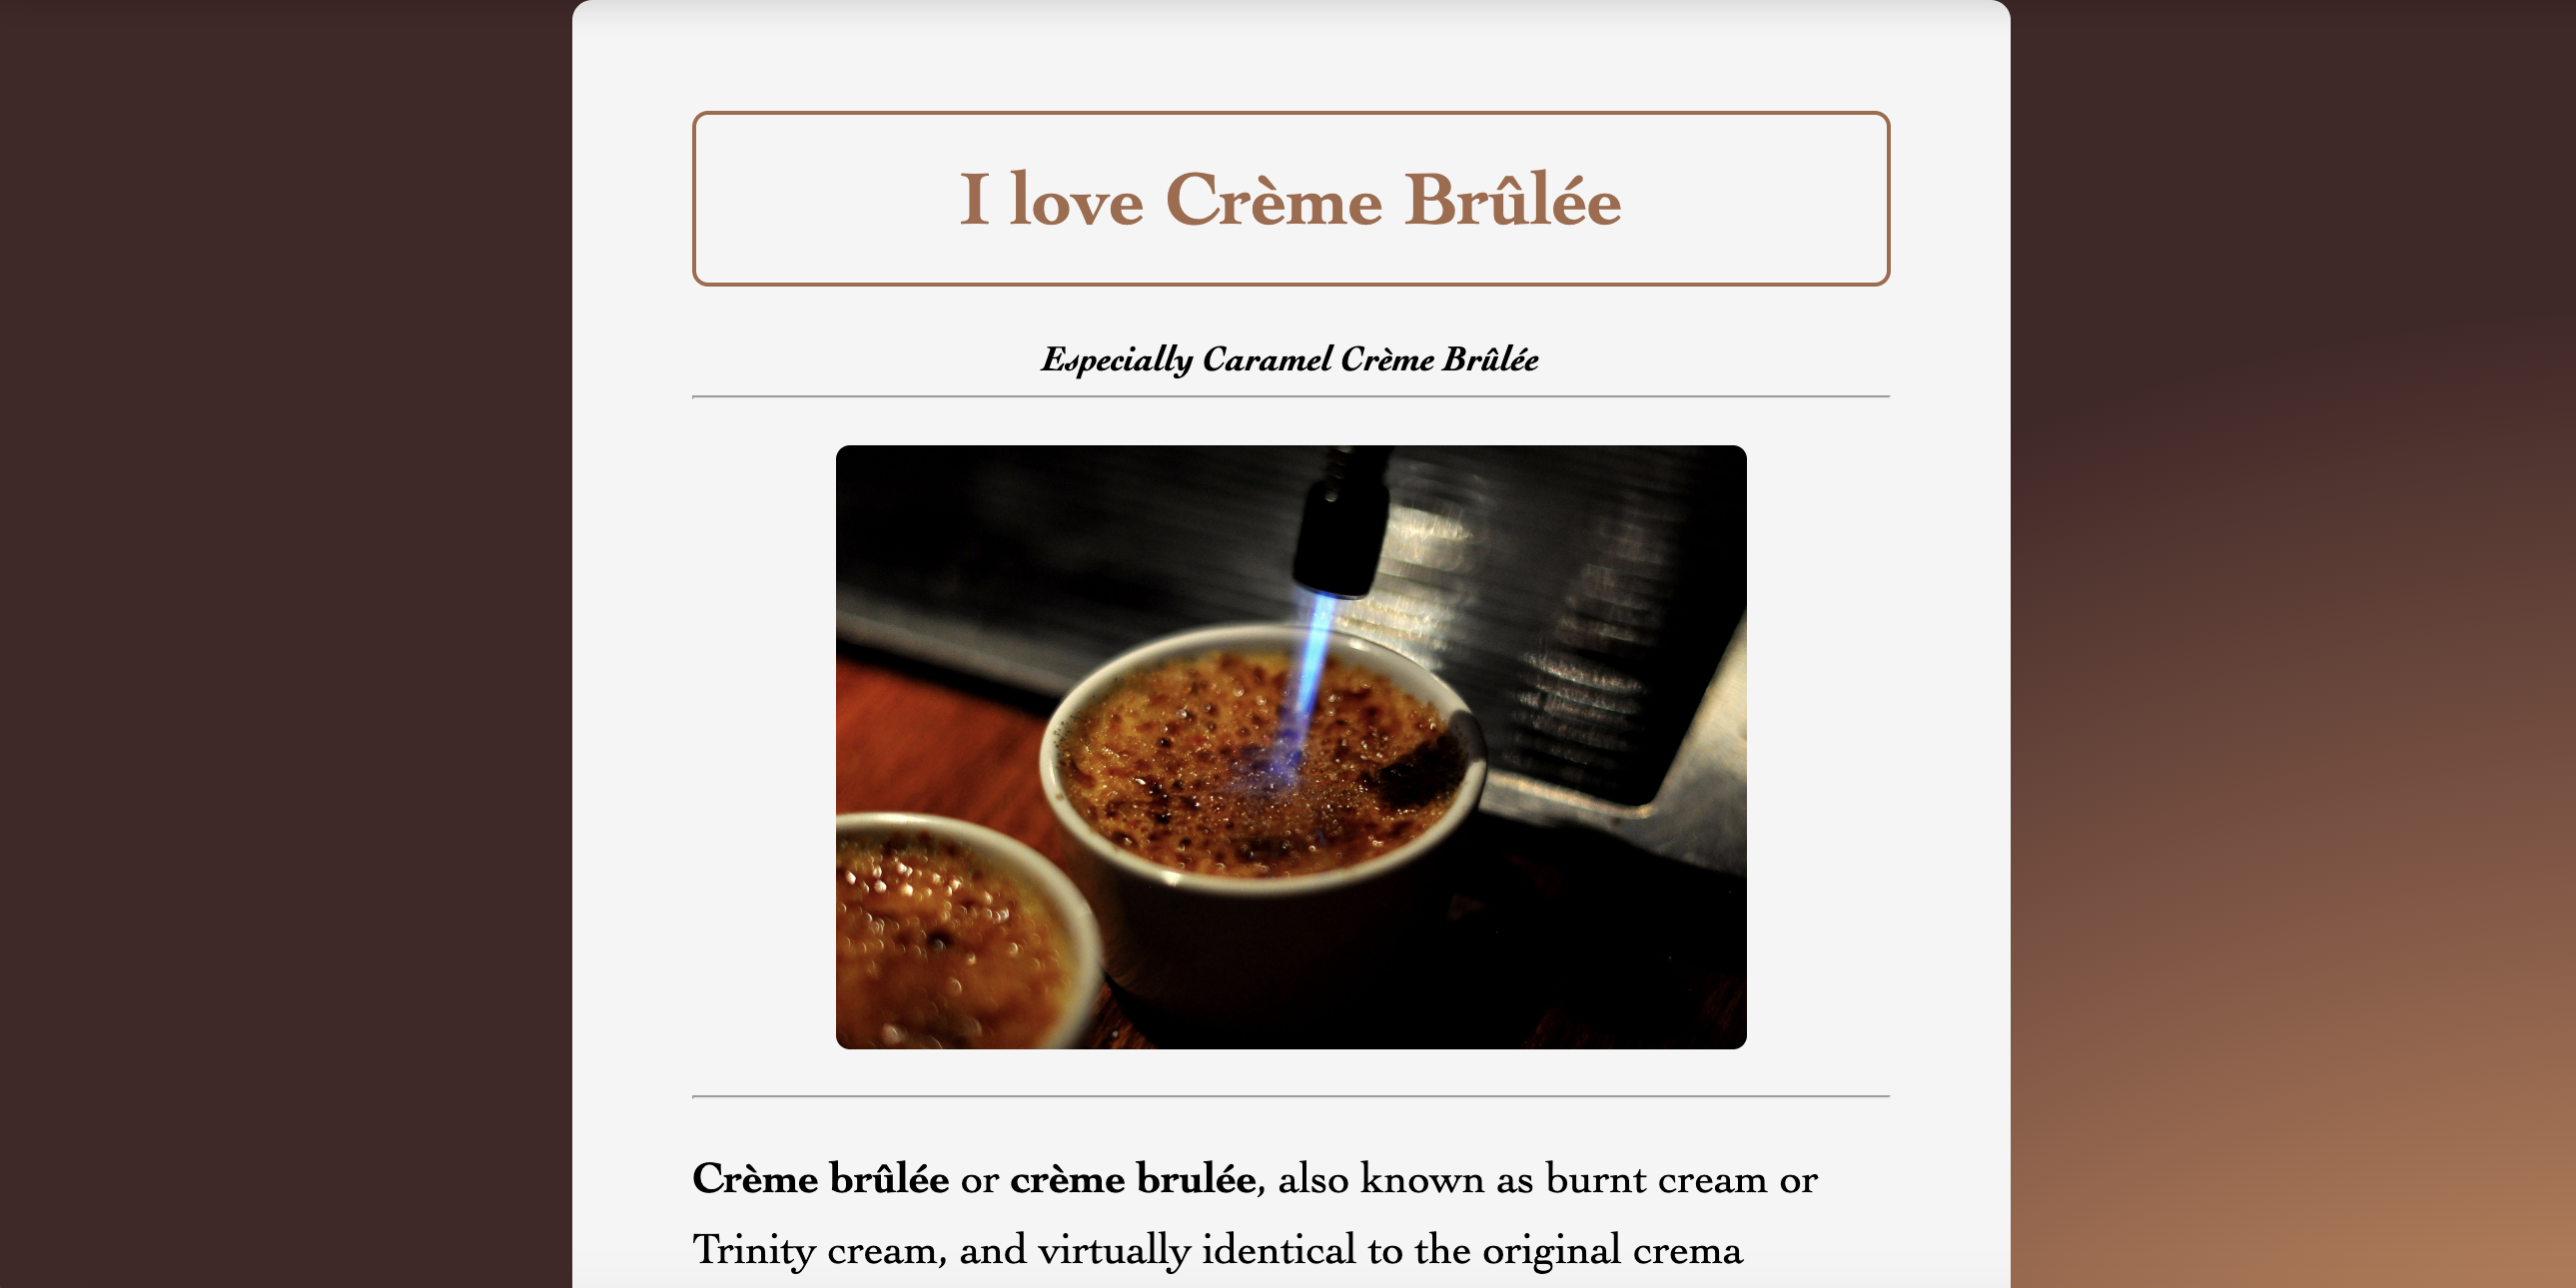 I love Crème Brûlée
Especially Caramel Crème Brûlée
Crème brûlée or crème brulée, also known as burnt cream or
Trinity cream, and virtually identical to the original crema